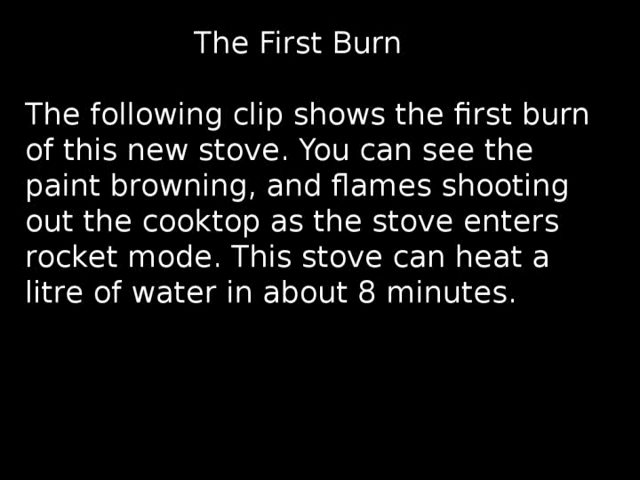 The First Burn
The following clip shows the first burn
of this new stove. You can see the
paint browning, and flames shooting
out the cooktop as the stove enters
rocket mode. This stove can heat a
litre of water in about 8 minutes.